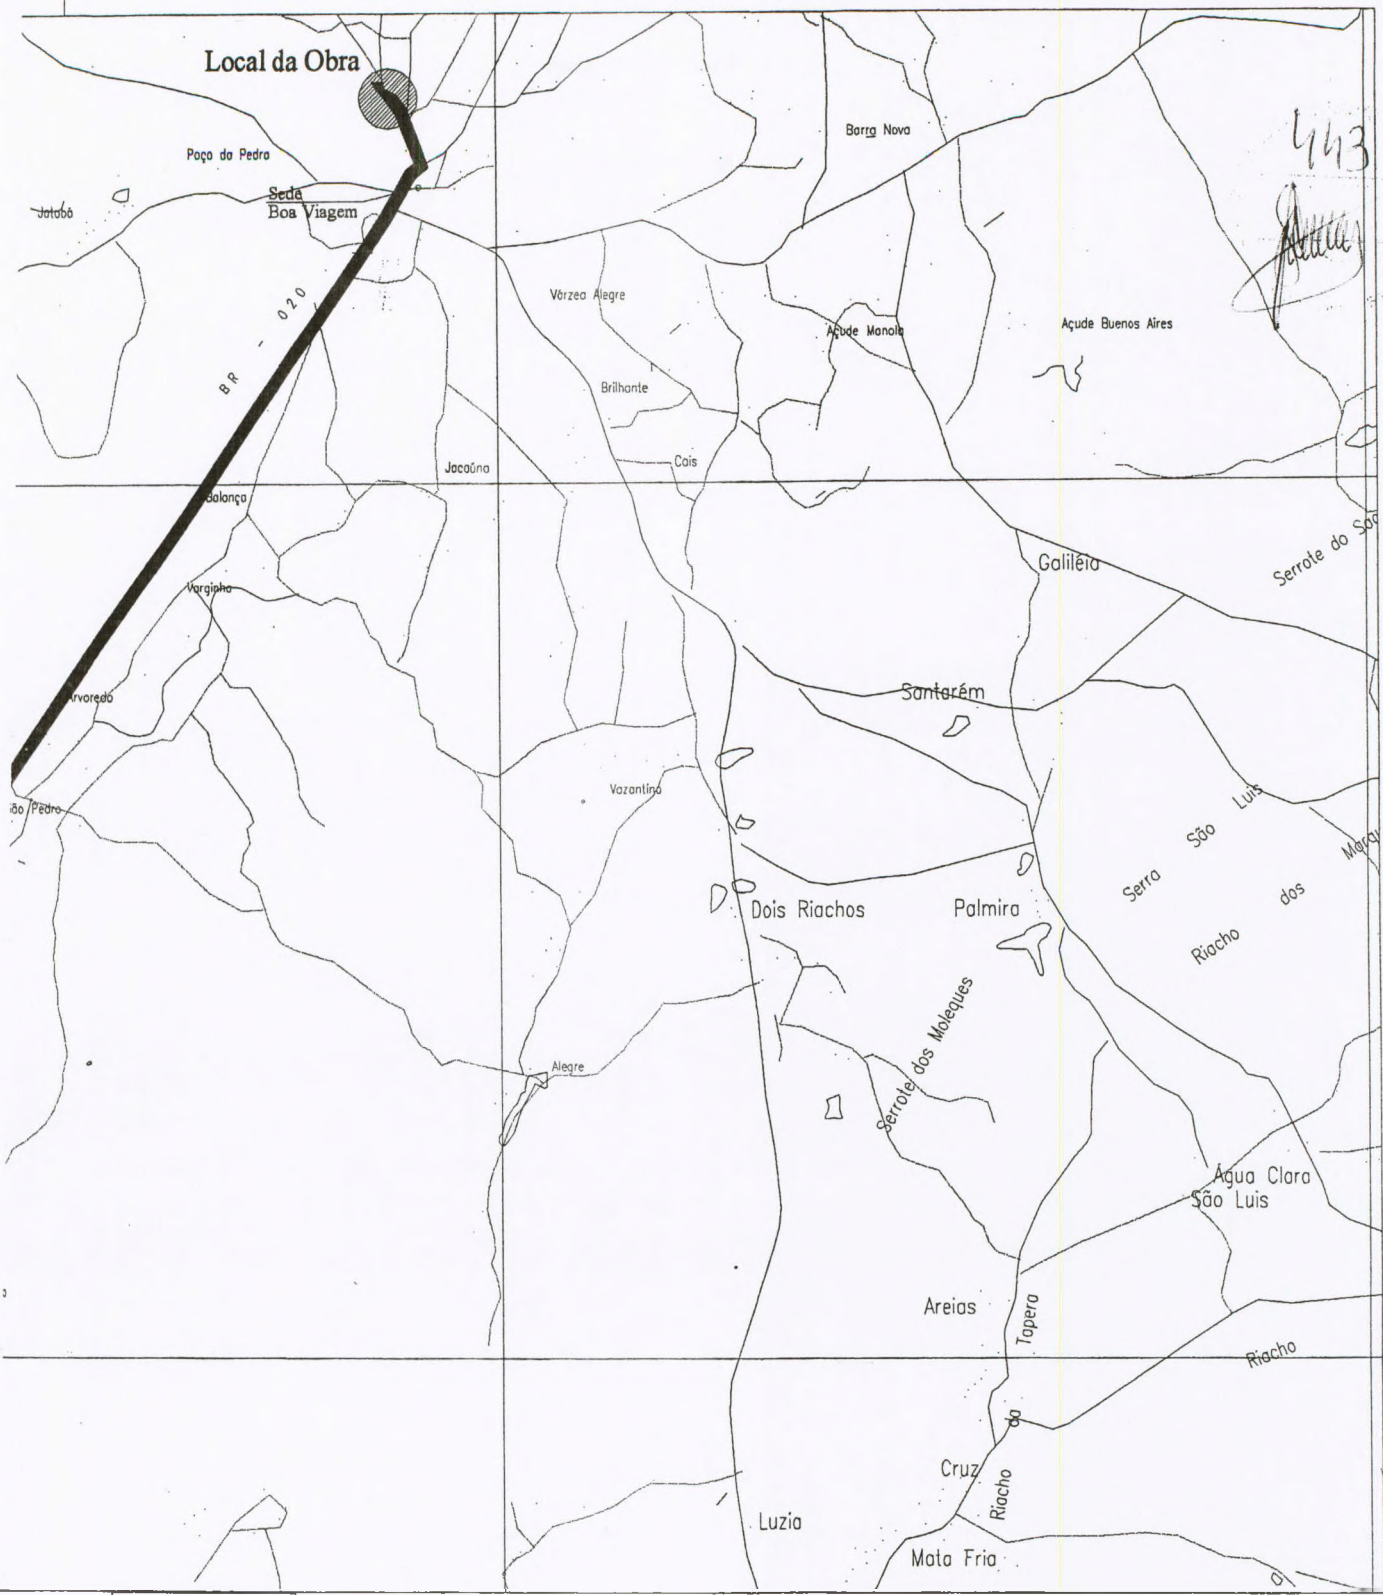 Local da Obra
Barra Nova
443
Poço da Pedra
Sede
Boa Viagem
Jatobá
BR - 020
Várzea Alegre
Açude Manola
Açude Buenos Aires
Brilhante
Cais
Jacaúna
Balança
Galiléia
Serrote do
Varginha
Santarém
Arvoredo
Vazantina
ão Pedro
Serra São Luis
Riacho dos
Dois Riachos
Palmira
Serrote dos Moleques
Alegre
Água Clara
São Luis
Areias
Riacho da Tapera
Riacho
Cruz
Luzia
Mata Fria